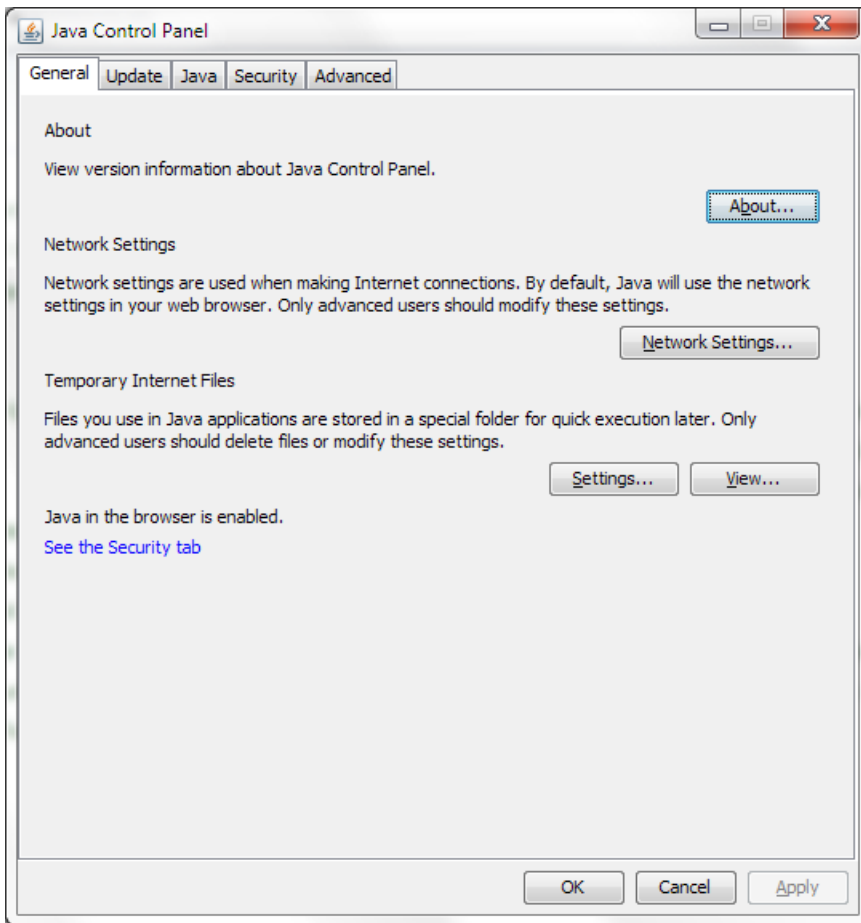 Java Control Panel
General Update Java Security Advanced
About
View version information about Java Control Panel.
About...
Network Settings
Network settings are used when making Internet connections. By default, Java will use the network
settings in your web browser. Only advanced users should modify these settings.
Network Settings...
Temporary Internet Files
Files you use in Java applications are stored in a special folder for quick execution later. Only
advanced users should delete files or modify these settings.
Settings... View...
Java in the browser is enabled.
See the Security tab
OK Cancel Apply